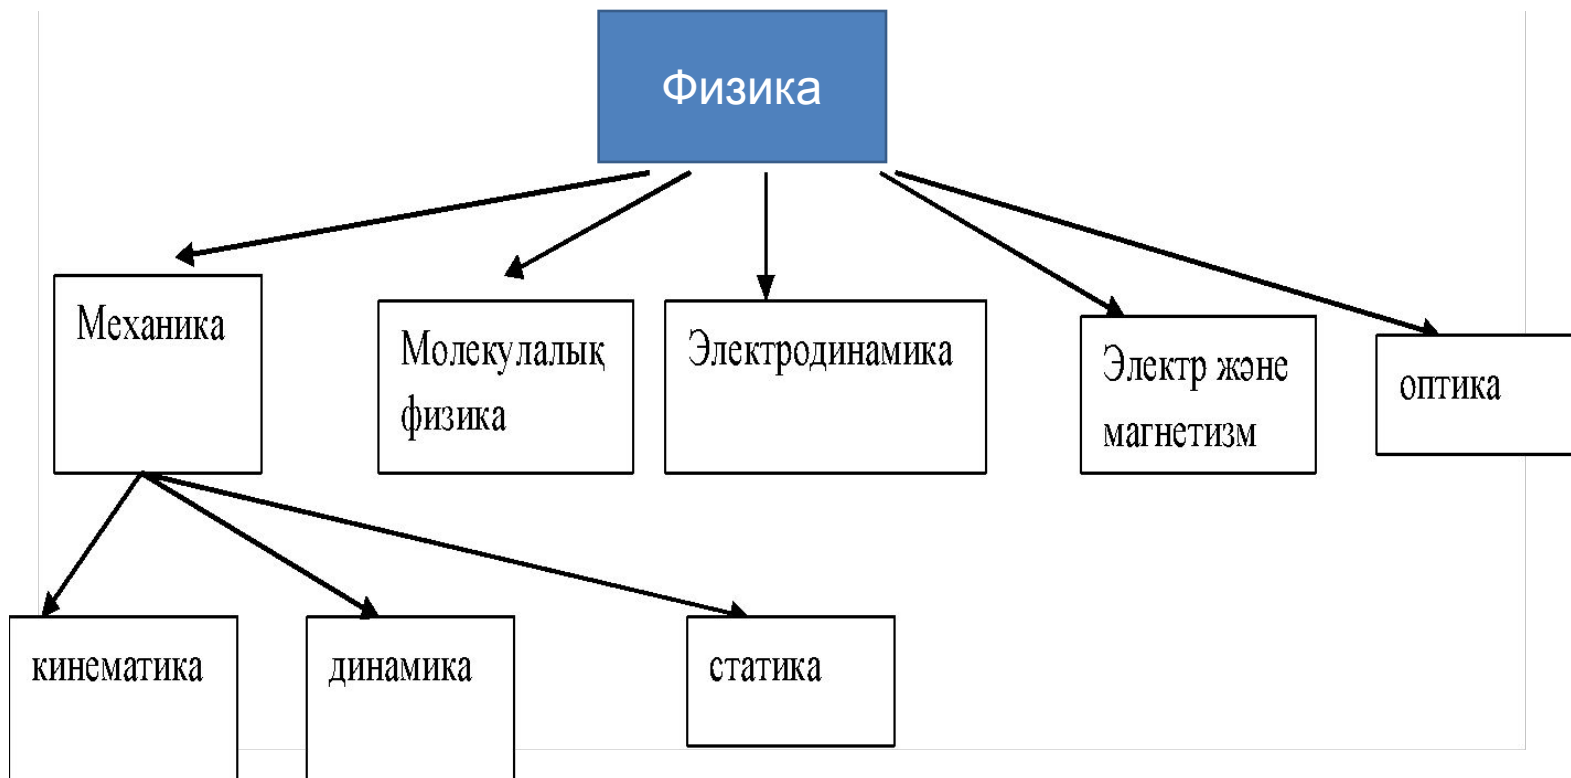 Физика
Механика
Молекулалық
физика
Электродинамика
Электр және
магнетизм
оптика
кинематика
динамика
статика